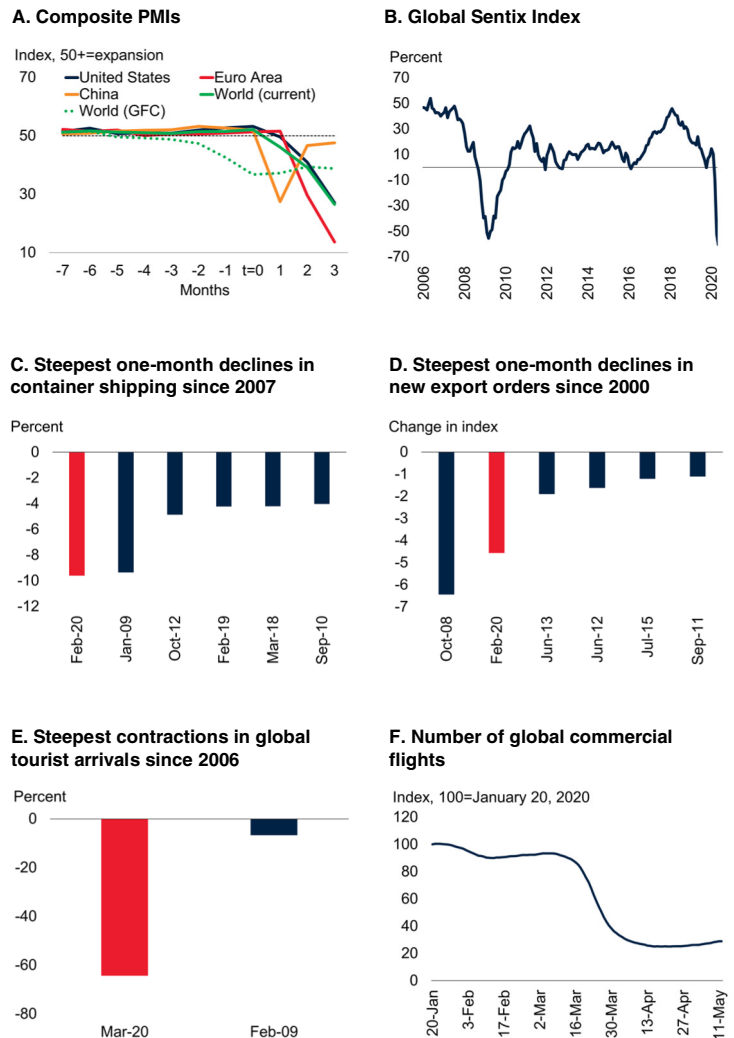 A. Composite PMIs
Index, 50+=expansion
70
50
30
10
United States
Euro Area
China
World (current)
World (GFC)
-7 -6 -5 -4 -3 -2 -1 t=0 1 2 3
Months
B. Global Sentix Index
Percent
70
50
30
10
-10
-30
-50
-70
2006
2008
2010
2012
2014
2016
2018
2020
C. Steepest one-month declines in
container shipping since 2007
Percent
0
-2
-4
-6
-8
-10
-12
Feb-20
Jan-09
Oct-12
Feb-19
Mar-18
Sep-10
D. Steepest one-month declines in
new export orders since 2000
Change in index
0
-1
-2
-3
-4
-5
-6
-7
Oct-08
Feb-20
Jun-13
Jun-12
Jul-15
Sep-11
E. Steepest contractions in global
tourist arrivals since 2006
Percent
0
-20
-40
-60
-80
Mar-20
Feb-09
F. Number of global commercial
flights
Index, 100=January 20, 2020
120
100
80
60
40
20
0
20-Jan
3-Feb
17-Feb
2-Mar
16-Mar
30-Mar
13-Apr
27-Apr
11-May